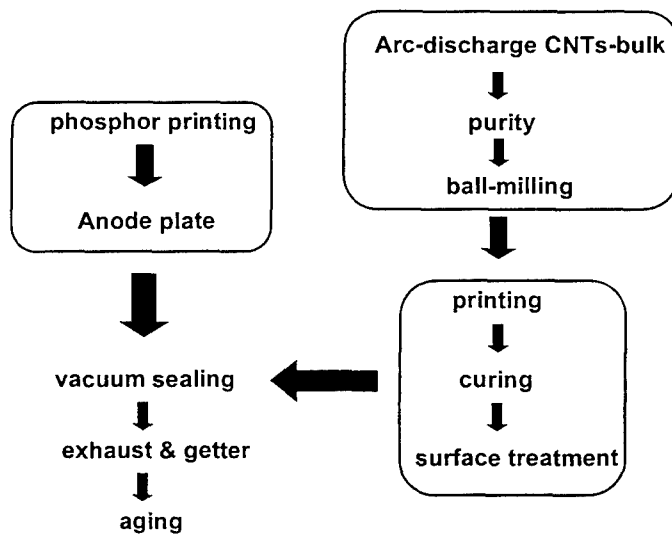 Arc-discharge CNTs-bulk
purity
ball-milling
phosphor printing
Anode plate
printing
curing
surface treatment
vacuum sealing
exhaust & getter
aging